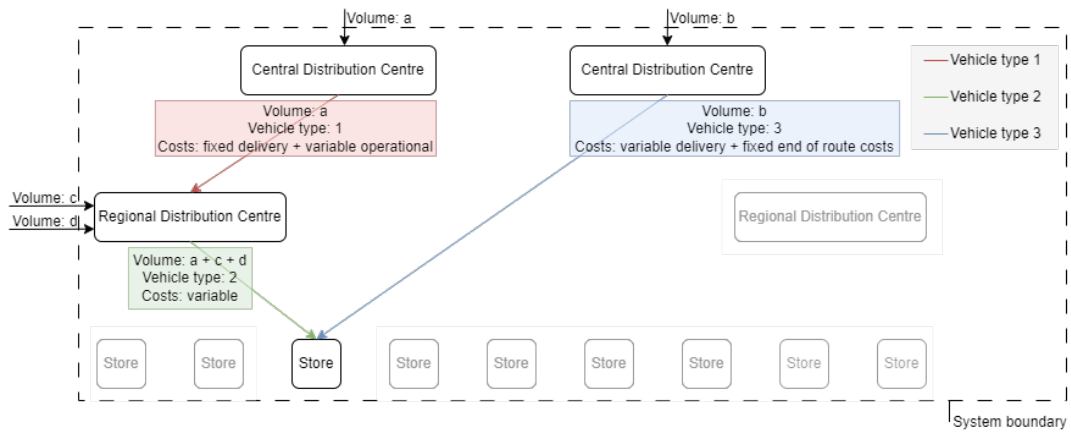 Volume: a
Volume: b
Central Distribution Centre
Central Distribution Centre
Vehicle type 1
Vehicle type 2
Vehicle type 3
Volume: a
Vehicle type: 1
Costs: fixed delivery + variable operational
Volume: b
Vehicle type: 3
Costs: variable delivery + fixed end of route costs
Volume: c
Volume: d
Regional Distribution Centre
Regional Distribution Centre
Volume: a + c + d
Vehicle type: 2
Costs: variable
Store
Store
Store
Store
Store
Store
Store
Store
Store
System boundary